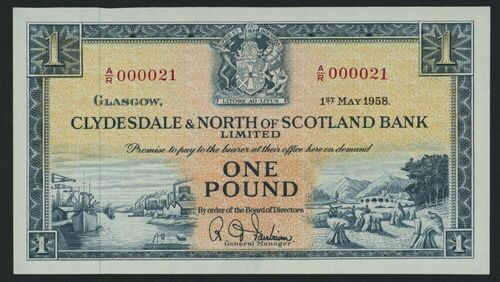 1
1
A/R 000021
A/R 000021
LITORE AD LITUS
GLASGOW,
1ST MAY 1958.
CLYDESDALE & NORTH OF SCOTLAND BANK
LIMITED
Promise to pay to the bearer at their office here on demand
ONE
POUND
By order of the Board of Directors
R. D. Fairbairn
General Manager
1
1